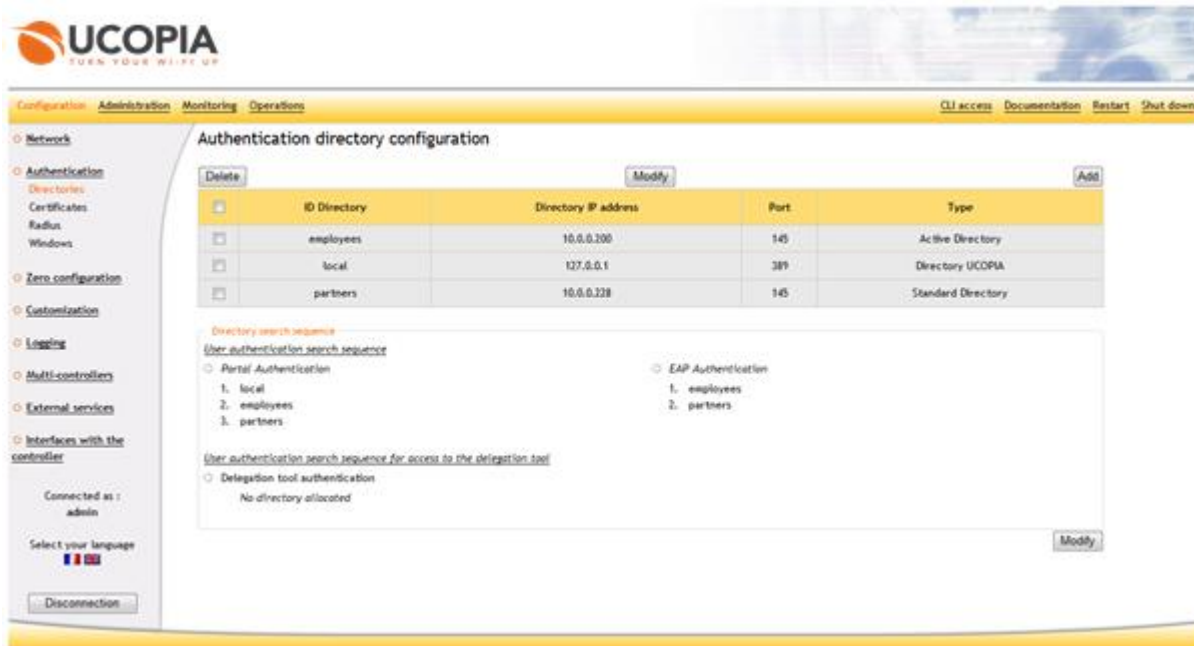 UCOPIA
TURN YOUR WI-FI UP
Configuration Administration Monitoring Operations CLI access Documentation Restart Shut down
Network
Authentication
Directories
Certificates
Radius
Windows
Zero configuration
Customization
Logging
Multi-controllers
External services
Interfaces with the
controller
Connected as :
admin
Select your language
Disconnection
Authentication directory configuration
Delete Modify Add
ID Directory Directory IP address Port Type
employees 10.0.0.200 145 Active Directory
local 127.0.0.1 389 Directory UCOPIA
partners 10.0.0.228 145 Standard Directory
Directory search sequence
User authentication search sequence
Portal Authentication
1. local
2. employees
3. partners
EAP Authentication
1. employees
2. partners
User authentication search sequence for access to the delegation tool
Delegation tool authentication
No directory allocated
Modify